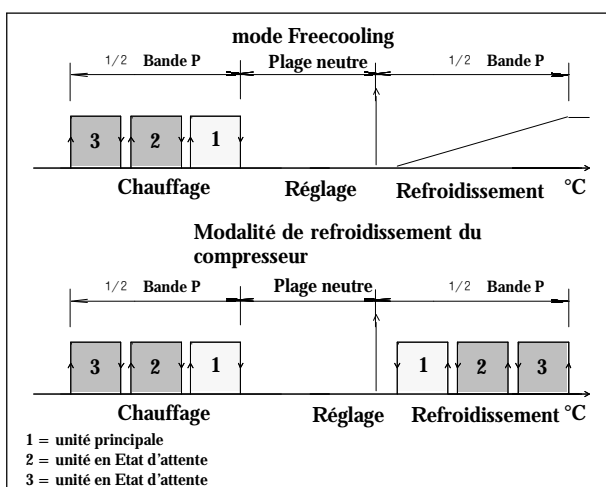 mode Freecooling
1/2 Bande P Plage neutre 1/2 Bande P
3 2 1
Chauffage Réglage Refroidissement °C
Modalité de refroidissement du
compresseur
1/2 Bande P Plage neutre 1/2 Bande P
3 2 1 1 2 3
Chauffage Réglage Refroidissement °C
1 = unité principale
2 = unité en Etat d'attente
3 = unité en Etat d'attente